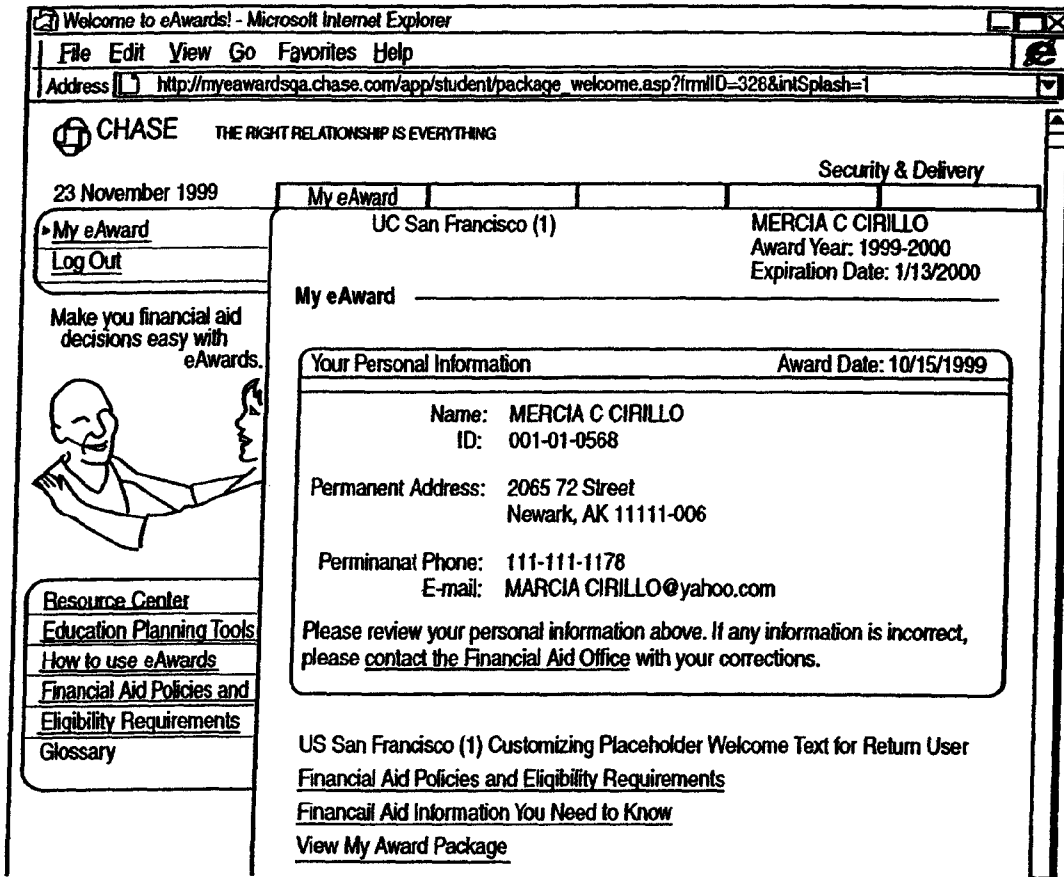 Welcome to eAwards! - Microsoft Internet Explorer
File Edit View Go Favorites Help
Address http://myeawardsqa.chase.com/app/student/package_welcome.asp?frmlID=328&intSplash=1
CHASE THE RIGHT RELATIONSHIP IS EVERYTHING
Security & Delivery
23 November 1999
My eAward
My eAward
Log Out
Make you financial aid
decisions easy with
eAwards.
Resource Center
Education Planning Tools
How to use eAwards
Financial Aid Policies and
Eligibility Requirements
Glossary
UC San Francisco (1)
MERCIA C CIRILLO
Award Year: 1999-2000
Expiration Date: 1/13/2000
My eAward
Your Personal Information Award Date: 10/15/1999
Name: MERCIA C CIRILLO
ID: 001-01-0568
Permanent Address: 2065 72 Street
Newark, AK 11111-006
Perminanat Phone: 111-111-1178
E-mail: MARCIA CIRILLO@yahoo.com
Please review your personal information above. If any information is incorrect,
please contact the Financial Aid Office with your corrections.
US San Francisco (1) Customizing Placeholder Welcome Text for Return User
Financial Aid Policies and Eligibility Requirements
Financail Aid Information You Need to Know
View My Award Package